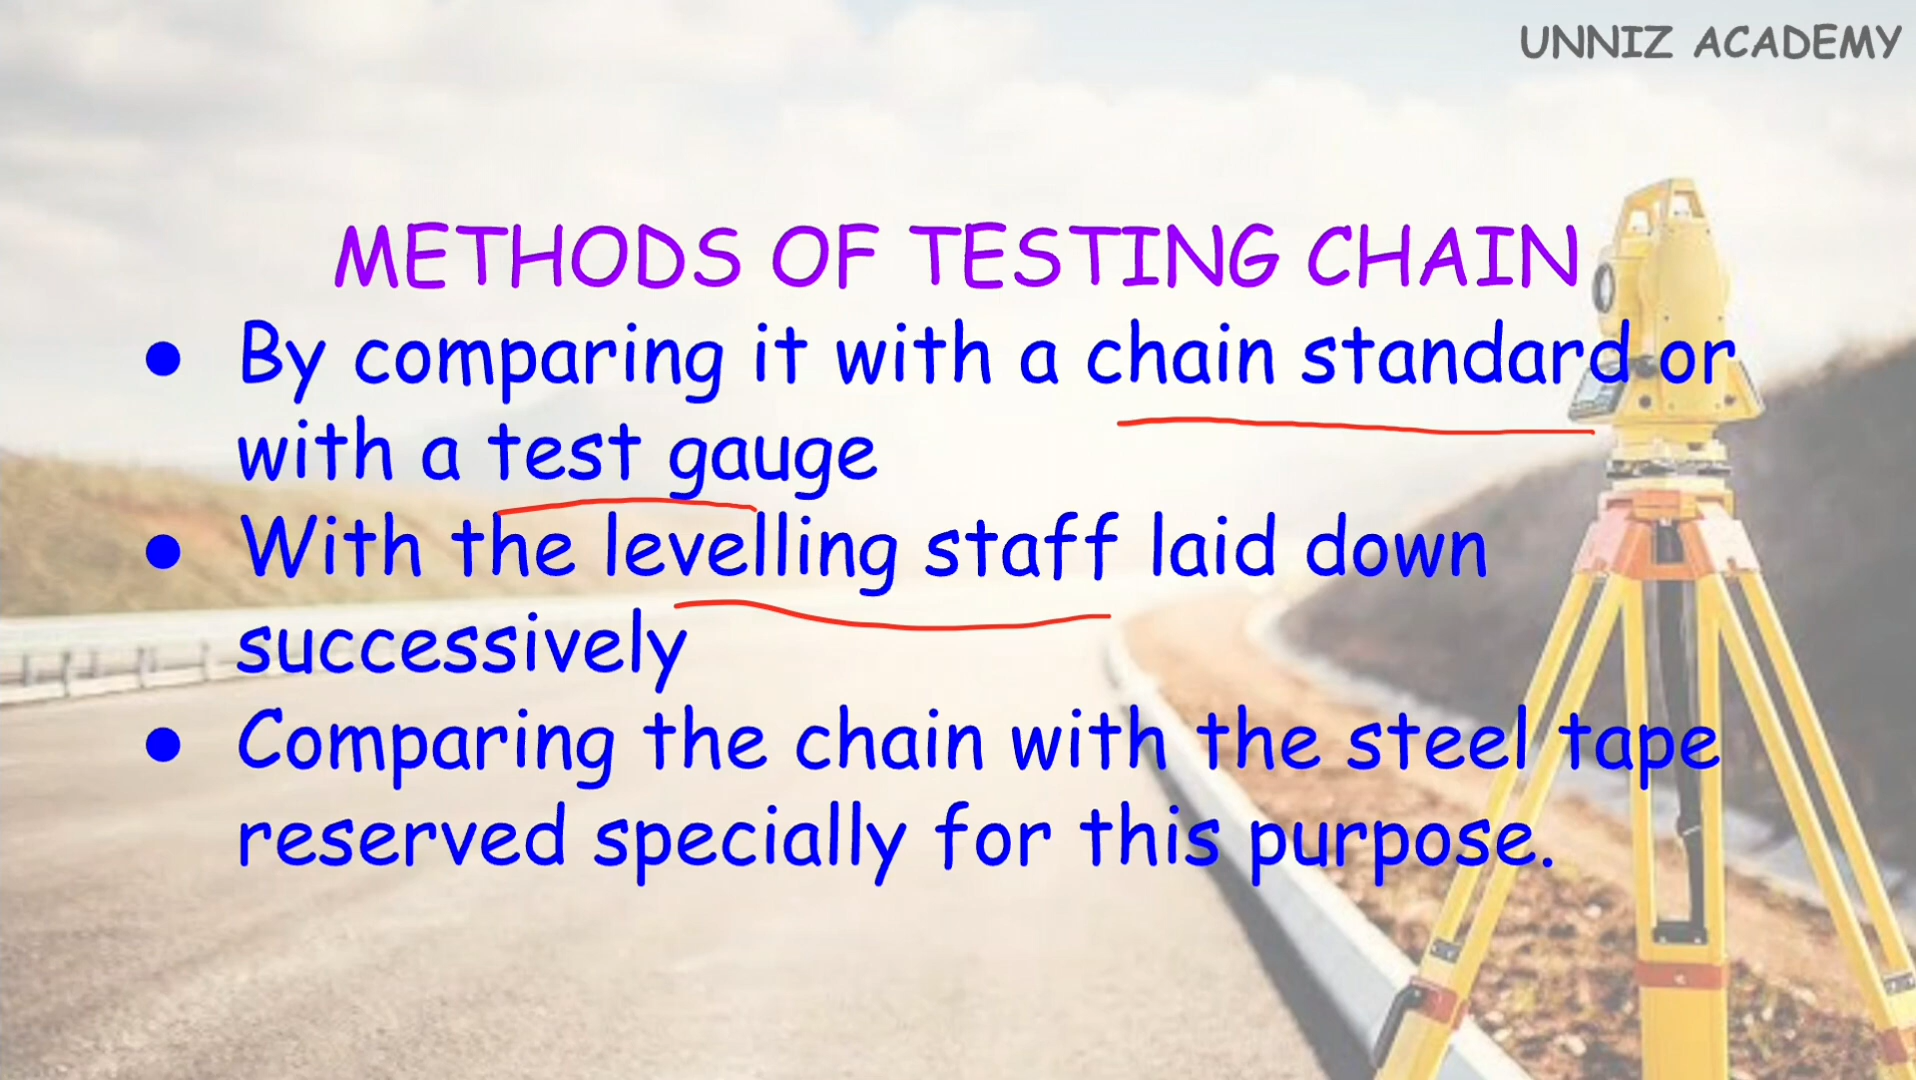 UNNIZ ACADEMY
METHODS OF TESTING CHAIN
● By comparing it with a chain standard or
with a test gauge
● With the levelling staff laid down
successively
● Comparing the chain with the steel tape
reserved specially for this purpose.